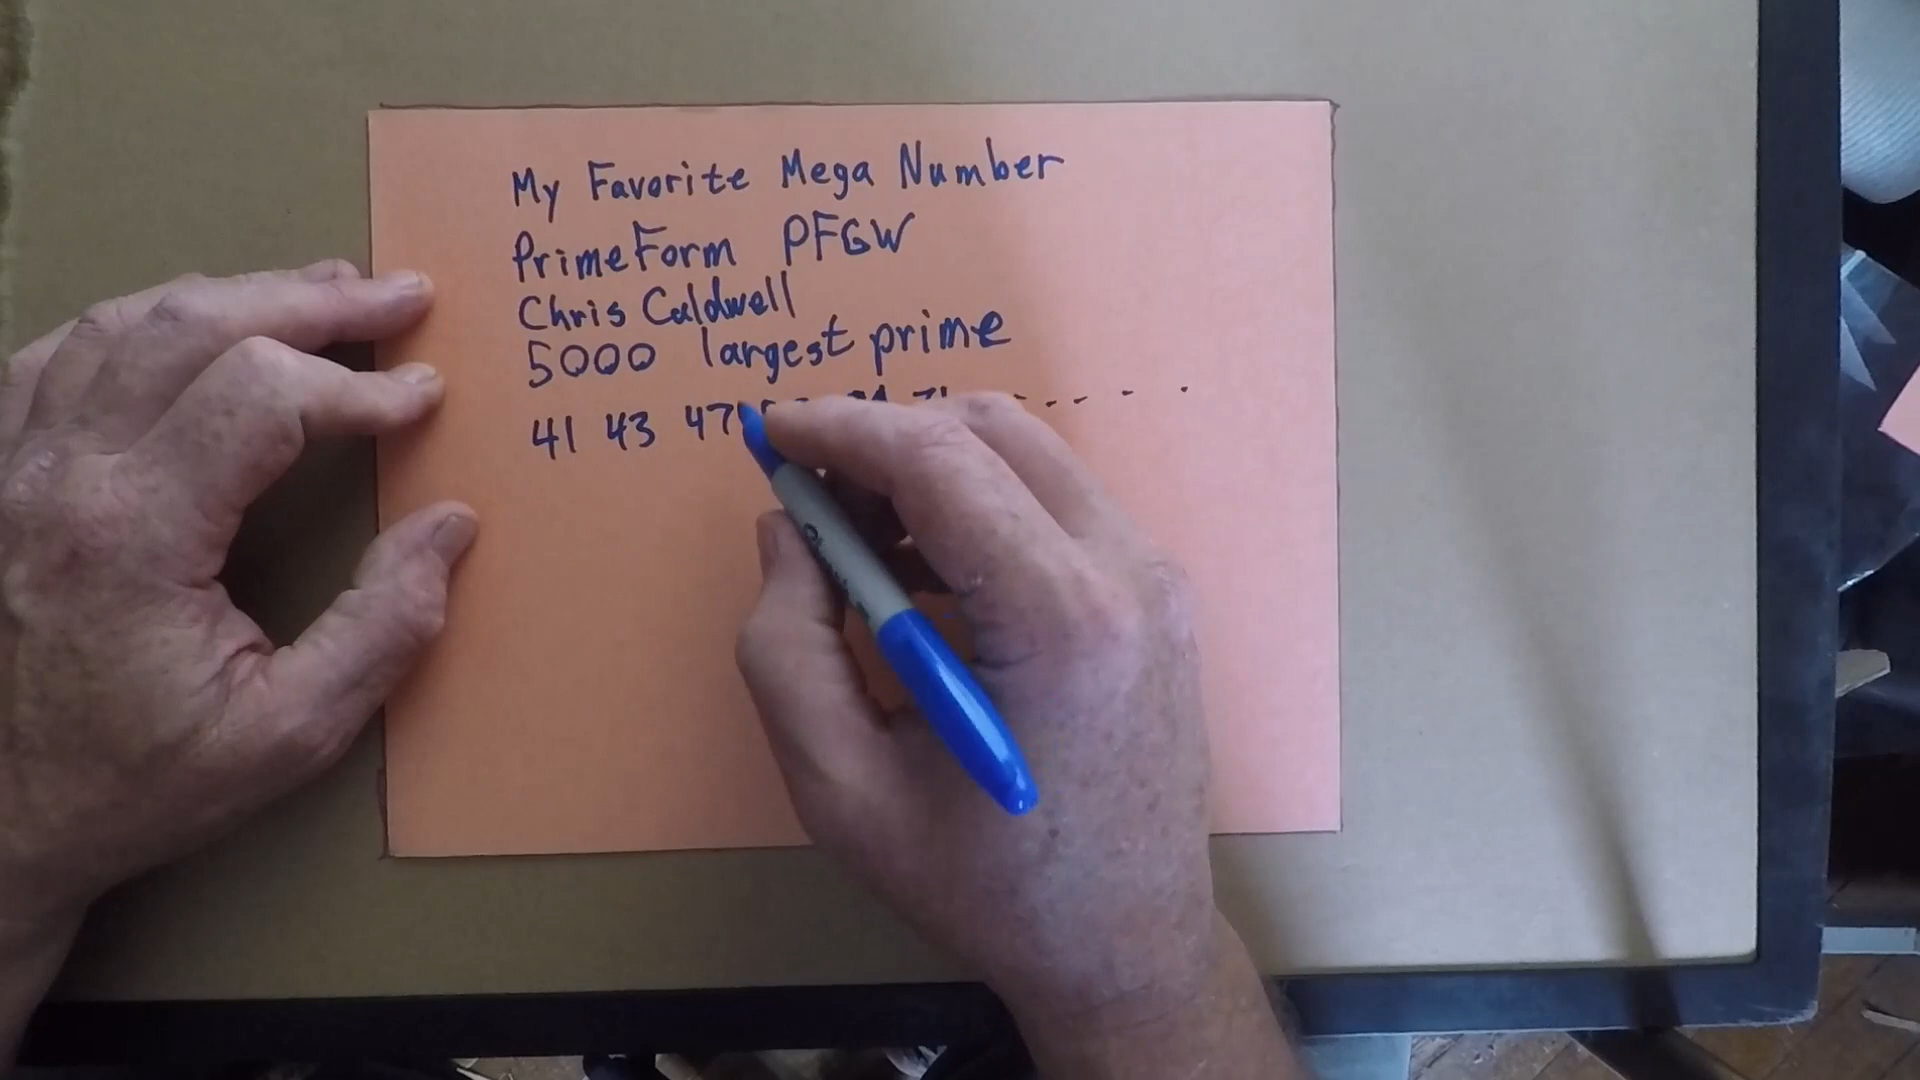 My Favorite Mega Number
PrimeForm PFGW
Chris Caldwell
5000 largest prime
41 43 47